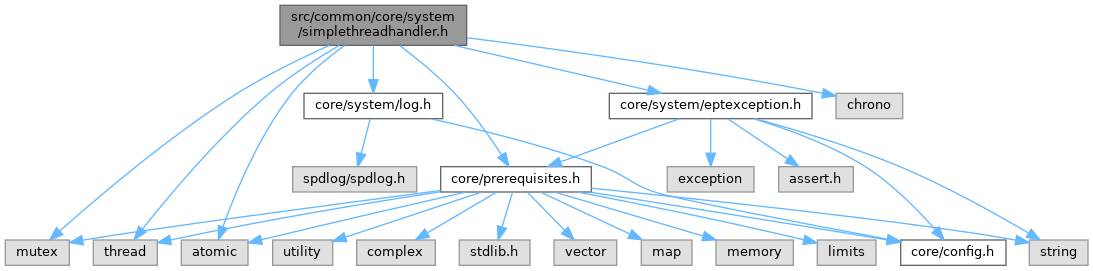 src/common/core/system
/simplethreadhandler.h
core/system/log.h
core/system/eptexception.h
chrono
spdlog/spdlog.h
core/prerequisites.h
exception
assert.h
mutex
thread
atomic
utility
complex
stdlib.h
vector
map
memory
limits
core/config.h
string